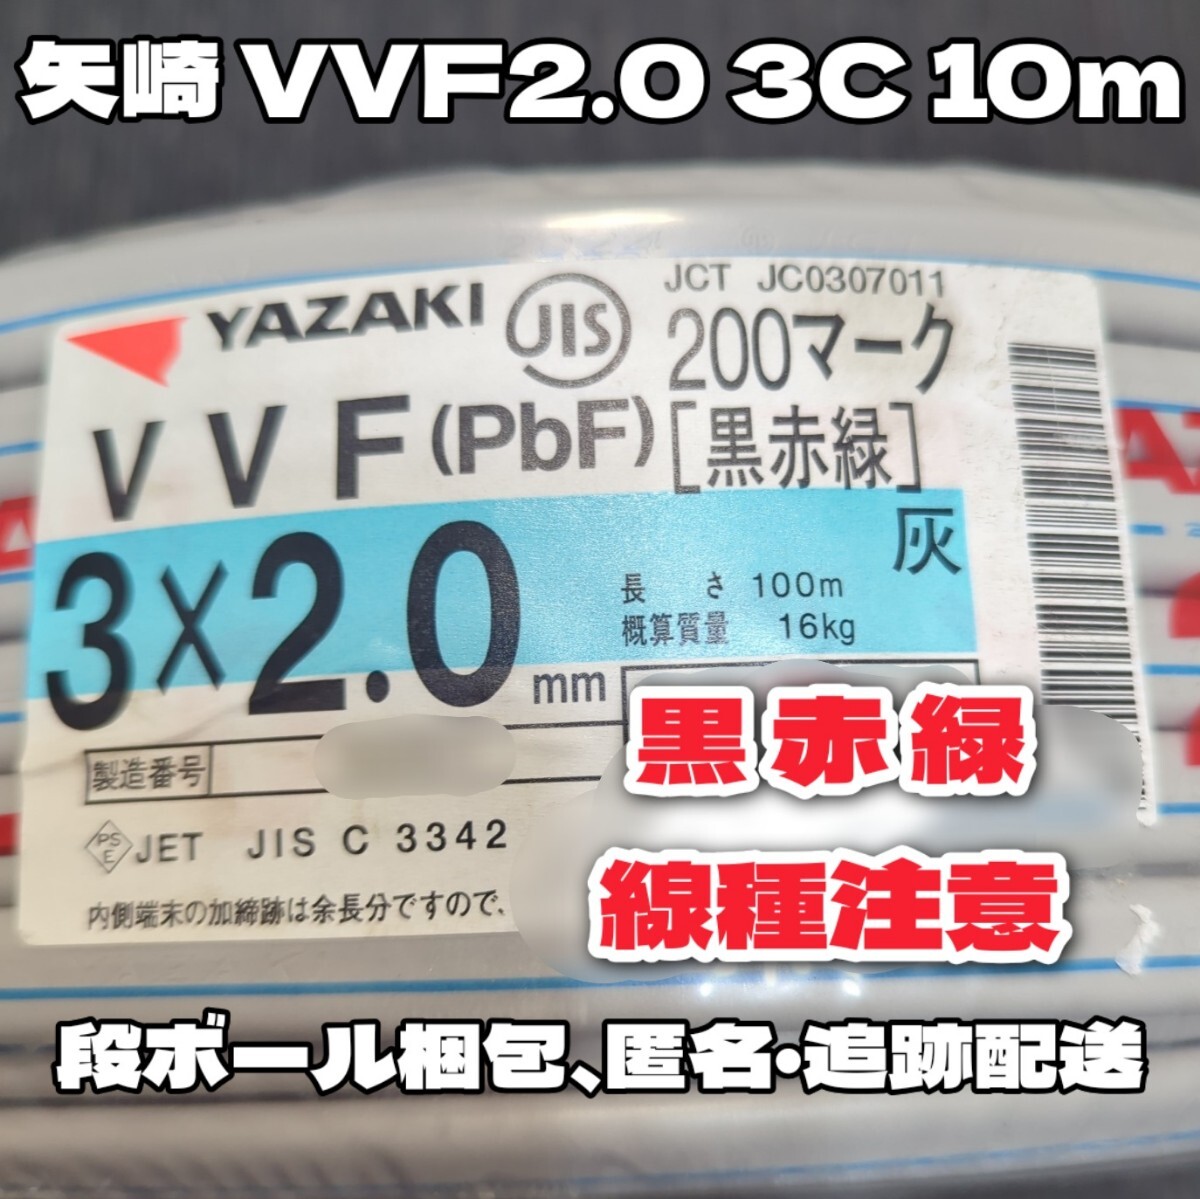 矢崎 VVF2.0 3C 10m
YAZAKI
JIS
JCT JC0307011
200マーク
VVF(PbF)
[黒赤緑]
灰
3×2.0mm
長さ 100m
概算質量 16kg
黒赤緑
製造番号
PS
E
JET JIS C 3342
線種注意
内側端末の加締跡は余長分ですので、
段ボール梱包、匿名・追跡配送